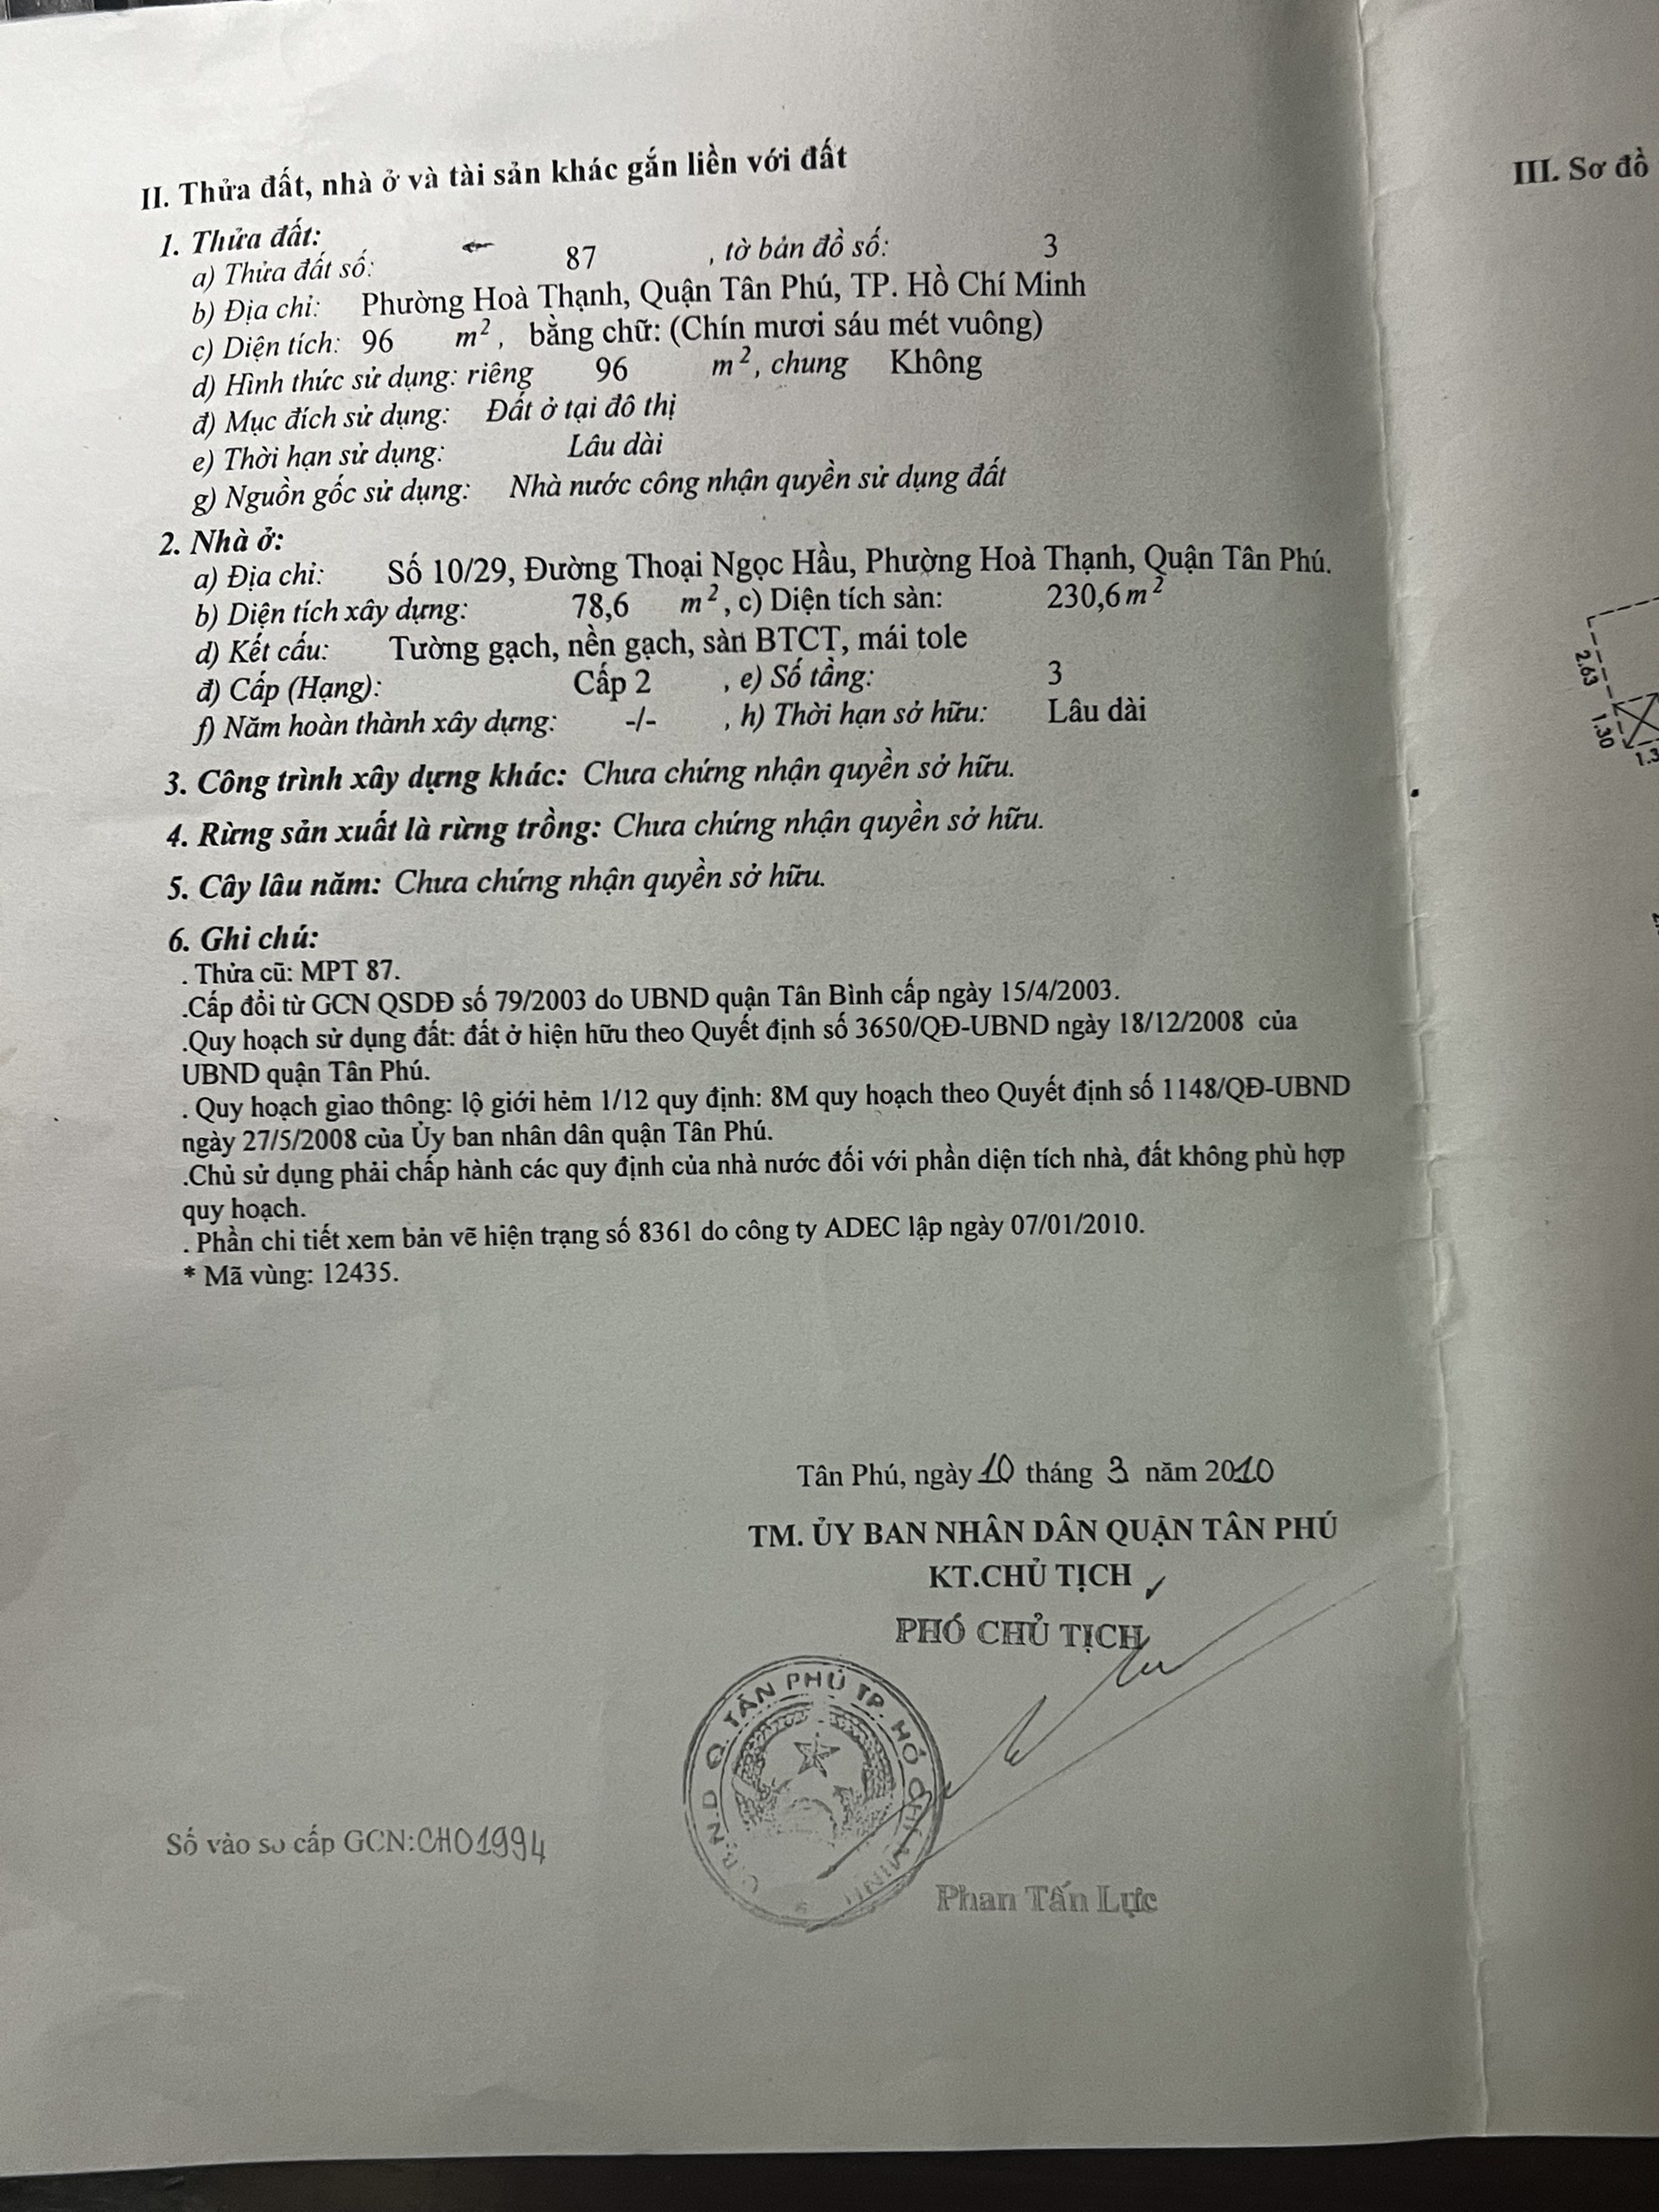 II. Thửa đất, nhà ở và tài sản khác gắn liền với đất
III. Sơ đồ
1. Thửa đất:
a) Thửa đất số: 87 , tờ bản đồ số: 3
b) Địa chỉ: Phường Hoà Thạnh, Quận Tân Phú, TP. Hồ Chí Minh
c) Diện tích: 96 m², bằng chữ: (Chín mươi sáu mét vuông)
d) Hình thức sử dụng: riêng 96 m², chung Không
đ) Mục đích sử dụng: Đất ở tại đô thị
e) Thời hạn sử dụng: Lâu dài
g) Nguồn gốc sử dụng: Nhà nước công nhận quyền sử dụng đất
2. Nhà ở:
a) Địa chỉ: Số 10/29, Đường Thoại Ngọc Hầu, Phường Hoà Thạnh, Quận Tân Phú.
b) Diện tích xây dựng: 78,6 m², c) Diện tích sàn: 230,6 m²
d) Kết cấu: Tường gạch, nền gạch, sàn BTCT, mái tole
đ) Cấp (Hạng): Cấp 2 , e) Số tầng: 3
f) Năm hoàn thành xây dựng: -/- , h) Thời hạn sở hữu: Lâu dài
3. Công trình xây dựng khác: Chưa chứng nhận quyền sở hữu.
4. Rừng sản xuất là rừng trồng: Chưa chứng nhận quyền sở hữu.
5. Cây lâu năm: Chưa chứng nhận quyền sở hữu.
6. Ghi chú:
. Thửa cũ: MPT 87.
.Cấp đổi từ GCN QSDĐ số 79/2003 do UBND quận Tân Bình cấp ngày 15/4/2003.
.Quy hoạch sử dụng đất: đất ở hiện hữu theo Quyết định số 3650/QĐ-UBND ngày 18/12/2008 của
UBND quận Tân Phú.
. Quy hoạch giao thông: lộ giới hẻm 1/12 quy định: 8M quy hoạch theo Quyết định số 1148/QĐ-UBND
ngày 27/5/2008 của Ủy ban nhân dân quận Tân Phú.
.Chủ sử dụng phải chấp hành các quy định của nhà nước đối với phần diện tích nhà, đất không phù hợp
quy hoạch.
. Phần chi tiết xem bản vẽ hiện trạng số 8361 do công ty ADEC lập ngày 07/01/2010.
* Mã vùng: 12435.
2.63
1.30
Tân Phú, ngày 10 tháng 3 năm 2010
TM. ỦY BAN NHÂN DÂN QUẬN TÂN PHÚ
KT.CHỦ TỊCH
PHÓ CHỦ TỊCH
U.B.N.D Q. TÂN PHÚ TP. HỒ CHÍ MINH
Số vào sổ cấp GCN:CH01994
Phan Tấn Lực